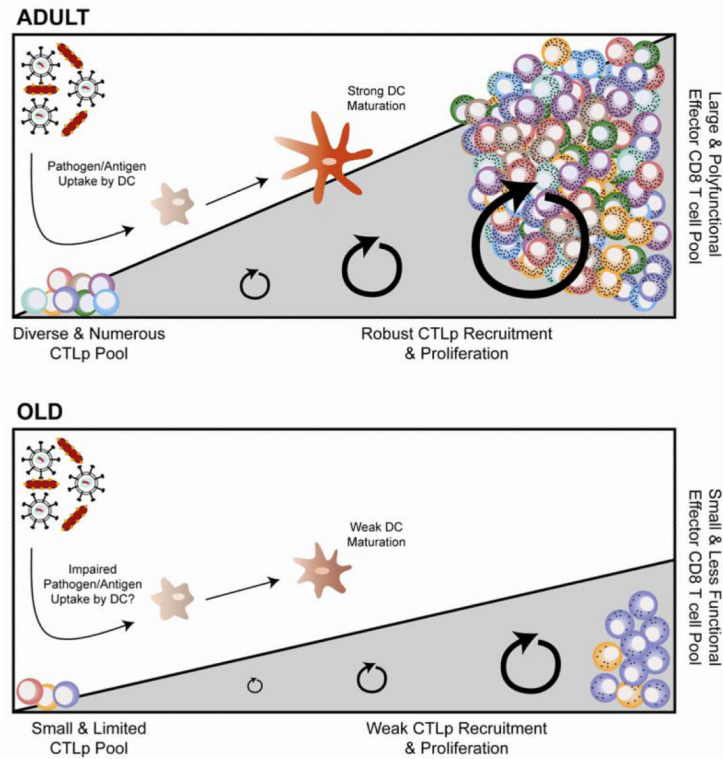 ADULT
Pathogen/Antigen
Uptake by DC
Strong DC
Maturation
Large & Polyfunctional
Effector CD8 T cell Pool
Diverse & Numerous
CTLp Pool
Robust CTLp Recruitment
& Proliferation
OLD
Impaired
Pathogen/Antigen
Uptake by DC?
Weak DC
Maturation
Small & Less Functional
Effector CD8 T cell Pool
Small & Limited
CTLp Pool
Weak CTLp Recruitment
& Proliferation